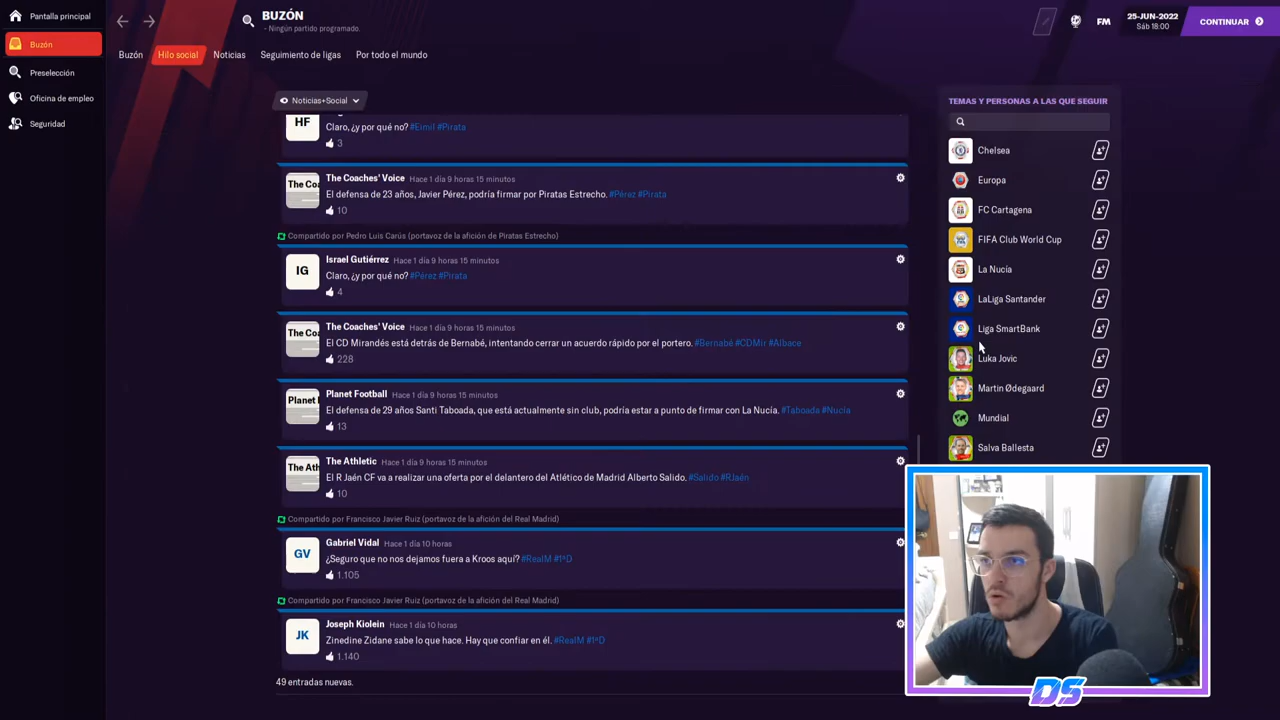 Pantalla principal
Buzón
Preselección
Oficina de empleo
Seguridad
BUZÓN
- Ningún partido programado.
FM
25-JUN-2022
Sáb 18:00
CONTINUAR
Buzón
Hilo social
Noticias
Seguimiento de ligas
Por todo el mundo
Noticias+Social
HF
Claro, ¿y por qué no? #Eimil #Pirata
3
The Coa
The Coaches' Voice Hace 1 día 9 horas 15 minutos
El defensa de 23 años, Javier Pérez, podría firmar por Piratas Estrecho. #Pérez #Pirata
10
Compartido por Pedro Luis Carús (portavoz de la afición de Piratas Estrecho)
IG
Israel Gutiérrez Hace 1 día 9 horas 15 minutos
Claro, ¿y por qué no? #Pérez #Pirata
4
The Coa
The Coaches' Voice Hace 1 día 9 horas 15 minutos
El CD Mirandés está detrás de Bernabé, intentando cerrar un acuerdo rápido por el portero. #Bernabé #CDMir #Albace
228
Planet F
Planet Football Hace 1 día 9 horas 15 minutos
El defensa de 29 años Santi Taboada, que está actualmente sin club, podría estar a punto de firmar con La Nucía. #Taboada #Nucía
13
The Ath
The Athletic Hace 1 día 9 horas 15 minutos
El R Jaén CF va a realizar una oferta por el delantero del Atlético de Madrid Alberto Salido. #Salido #RJaén
10
Compartido por Francisco Javier Ruiz (portavoz de la afición del Real Madrid)
GV
Gabriel Vidal Hace 1 día 10 horas
¿Seguro que no nos dejamos fuera a Kroos aquí? #RealM #1ªD
1.105
Compartido por Francisco Javier Ruiz (portavoz de la afición del Real Madrid)
JK
Joseph Kiolein Hace 1 día 10 horas
Zinedine Zidane sabe lo que hace. Hay que confiar en él. #RealM #1ªD
1.140
49 entradas nuevas.
TEMAS Y PERSONAS A LAS QUE SEGUIR
Chelsea
Europa
FC Cartagena
FIFA Club World Cup
La Nucía
LaLiga Santander
Liga SmartBank
Luka Jovic
Martin Ødegaard
Mundial
Salva Ballesta
DS